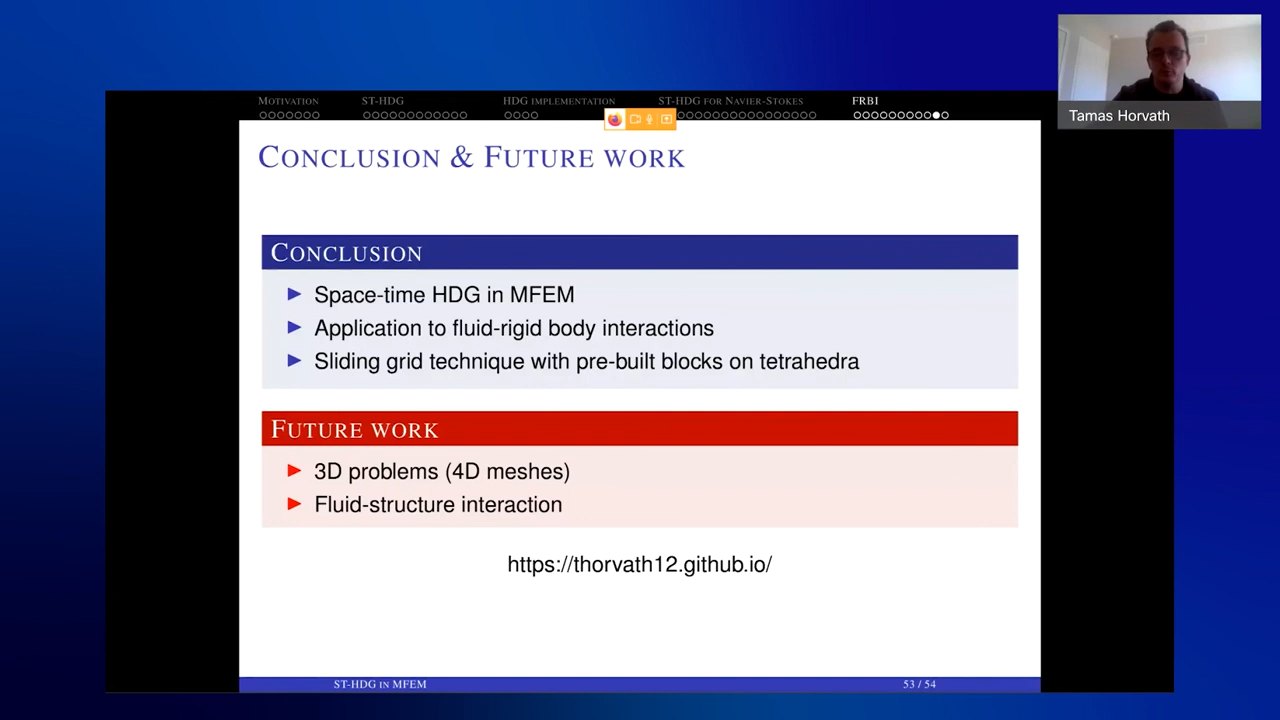 Tamas Horvath
MOTIVATION ST-HDG HDG IMPLEMENTATION ST-HDG FOR NAVIER-STOKES FRBI
CONCLUSION & FUTURE WORK
CONCLUSION
Space-time HDG in MFEM
Application to fluid-rigid body interactions
Sliding grid technique with pre-built blocks on tetrahedra
FUTURE WORK
3D problems (4D meshes)
Fluid-structure interaction
https://thorvath12.github.io/
ST-HDG IN MFEM 53 / 54